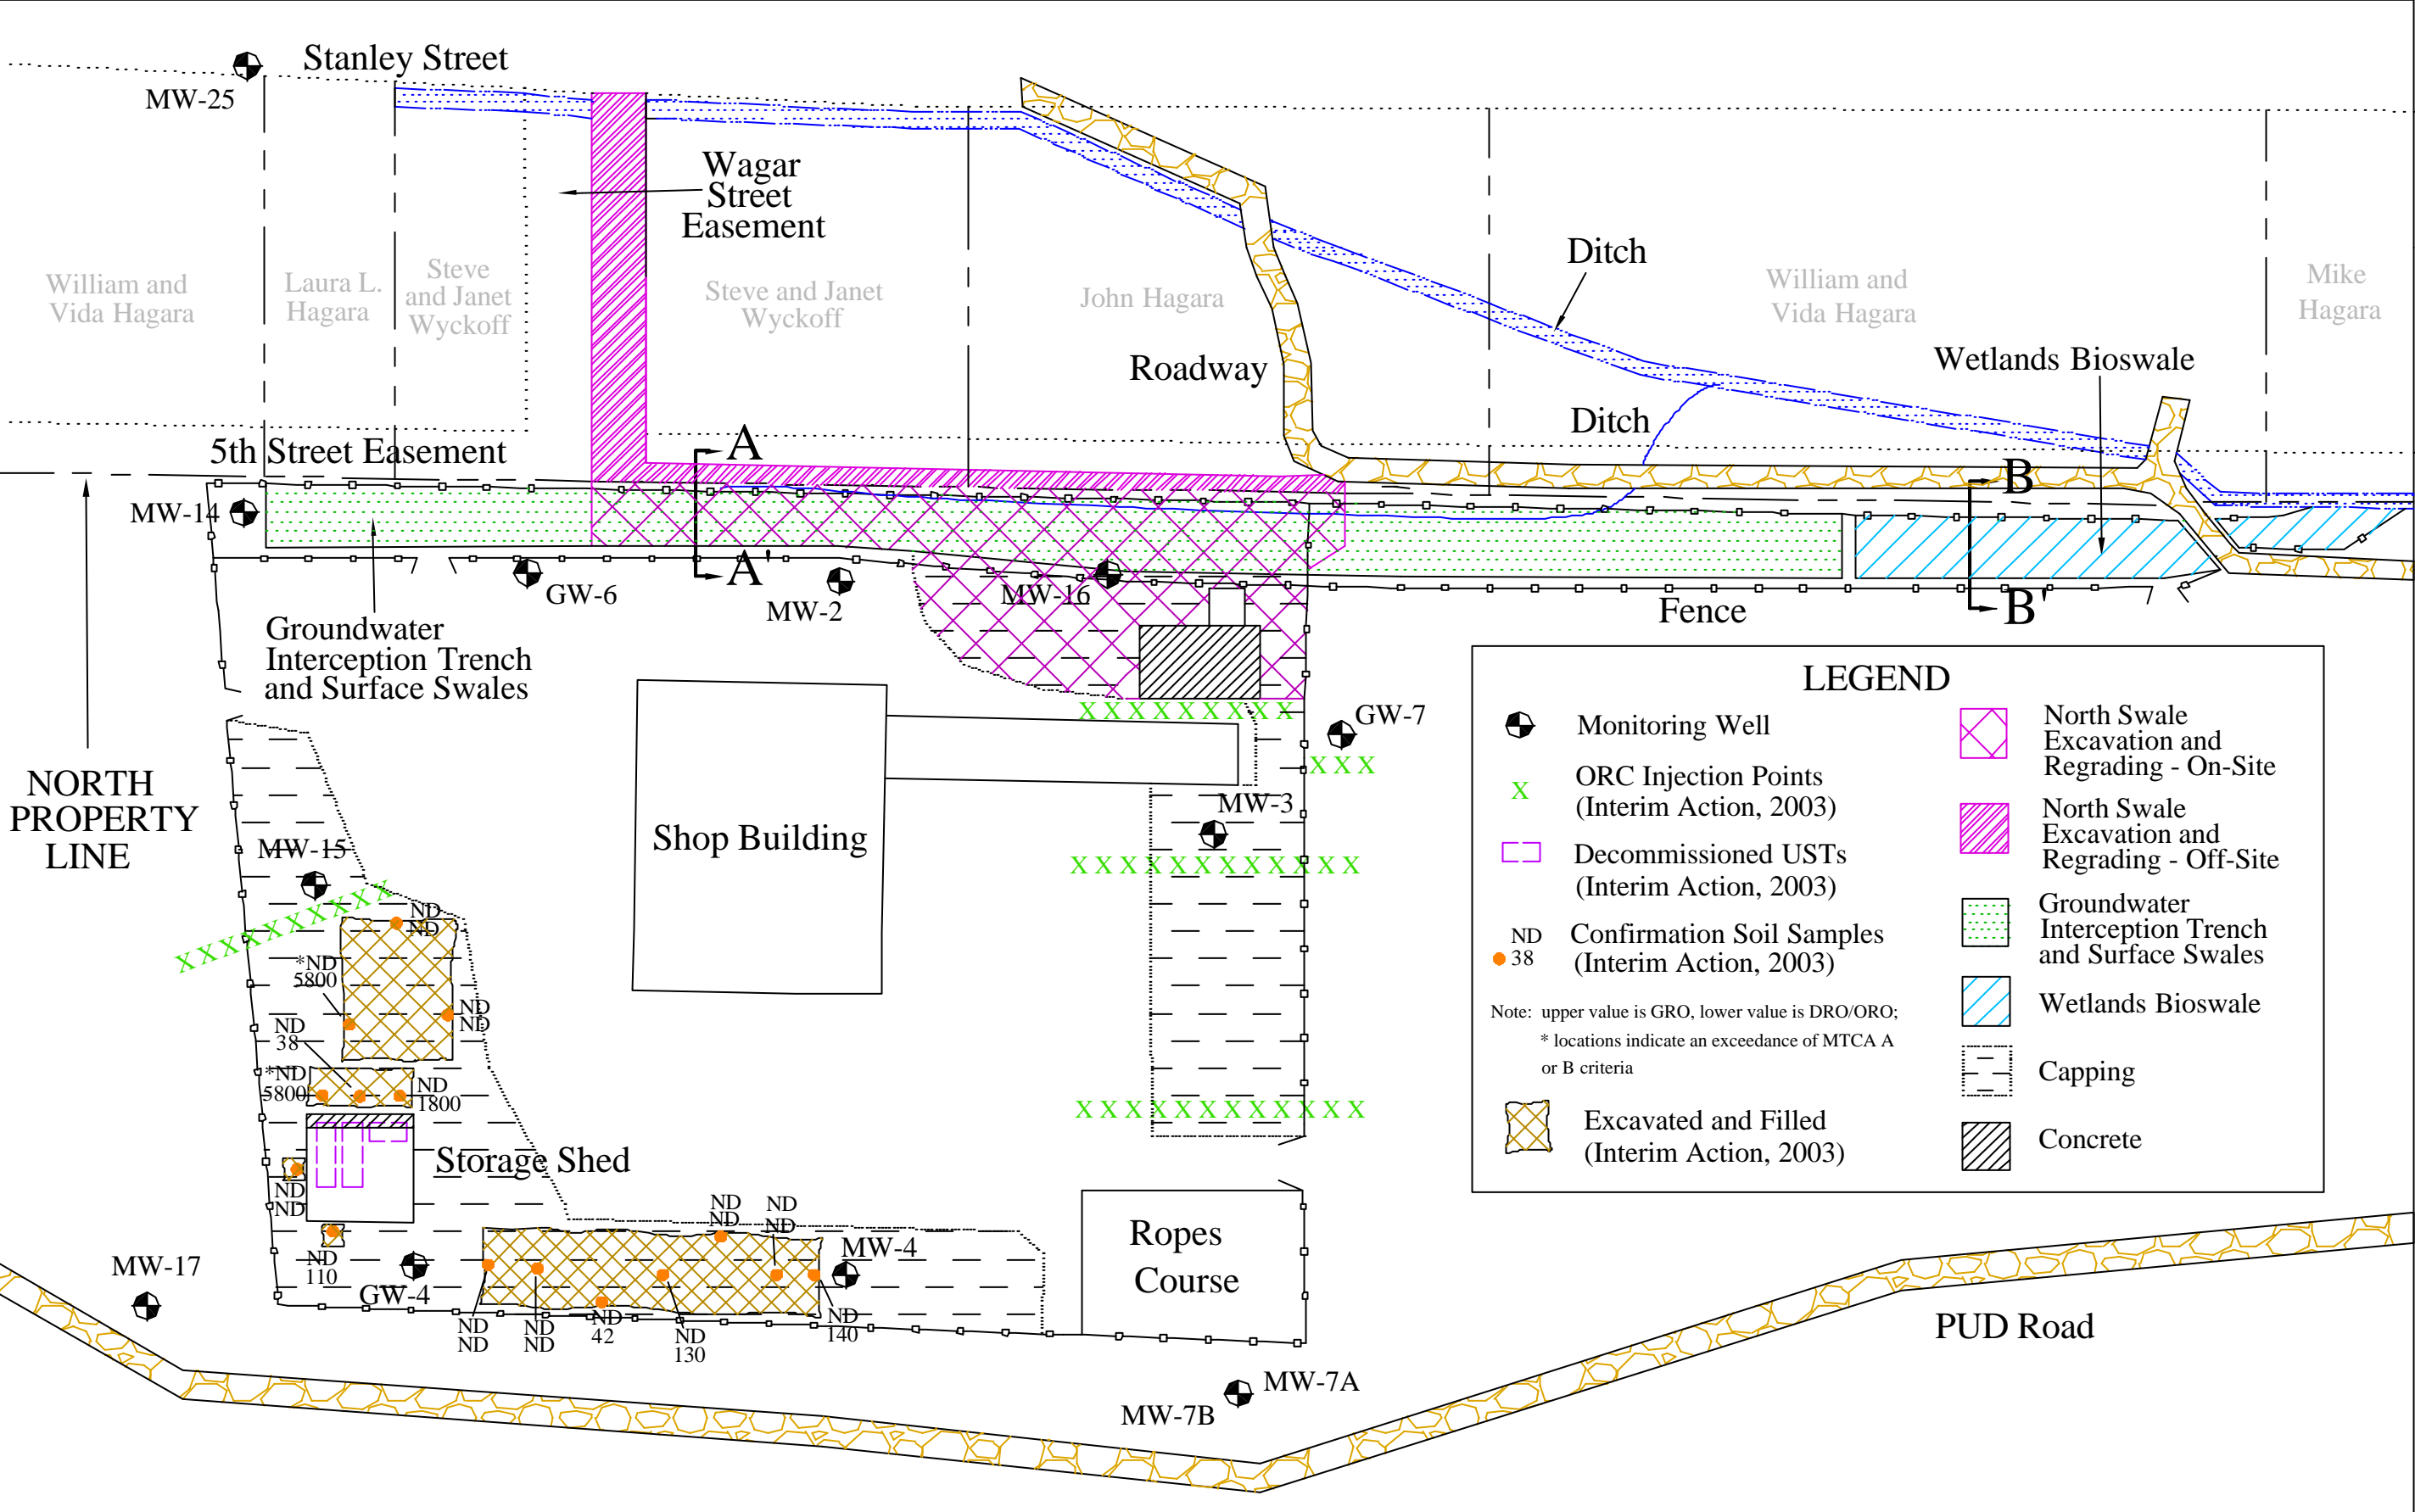 Stanley Street
MW-25
Wagar
Street
Easement
Ditch
William and
Vida Hagara
Laura L.
Hagara
Steve
and Janet
Wyckoff
Steve and Janet
Wyckoff
John Hagara
William and
Vida Hagara
Mike
Hagara
Roadway
Wetlands Bioswale
Ditch
5th Street Easement
A
B
MW-14
A'
GW-6
MW-2
MW-16
B'
Fence
Groundwater
Interception Trench
and Surface Swales
NORTH
PROPERTY
LINE
X X X X X X X X X
GW-7
X X X
MW-3
Shop Building
X X X X X X X X X X X X
MW-15
X X X X X X X X X X
ND
ND
*ND
5800
ND
ND
ND
38
*ND
5800
ND
1800
X X X X X X X X X X X X
Storage Shed
ND
ND
ND
110
ND
ND
ND
ND
MW-4
Ropes
Course
MW-17
GW-4
ND
ND
ND
ND
ND
42
ND
130
ND
140
MW-7A
MW-7B
PUD Road
LEGEND
Monitoring Well
X
ORC Injection Points
(Interim Action, 2003)
Decommissioned USTs
(Interim Action, 2003)
ND
38
Confirmation Soil Samples
(Interim Action, 2003)
Note: upper value is GRO, lower value is DRO/ORO;
* locations indicate an exceedance of MTCA A
or B criteria
Excavated and Filled
(Interim Action, 2003)
North Swale
Excavation and
Regrading - On-Site
North Swale
Excavation and
Regrading - Off-Site
Groundwater
Interception Trench
and Surface Swales
Wetlands Bioswale
Capping
Concrete